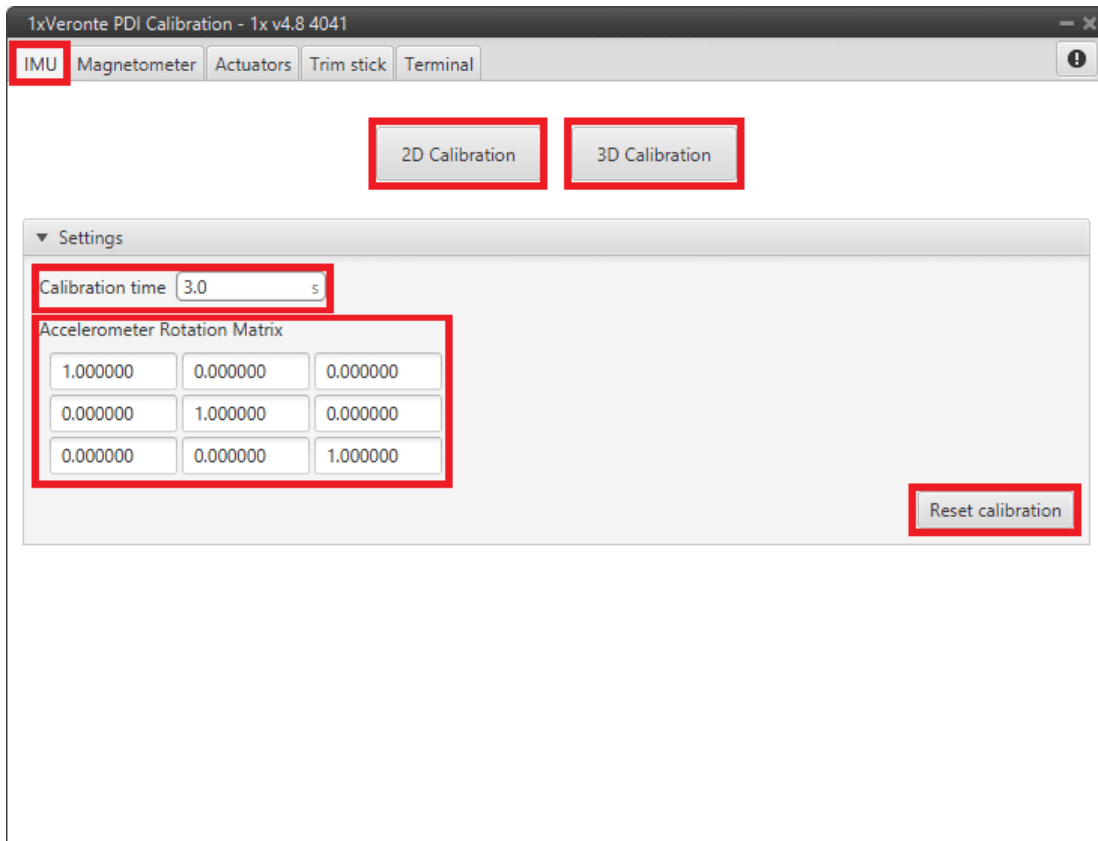 1xVeronte PDI Calibration - 1x v4.8 4041
IMU Magnetometer Actuators Trim stick Terminal
2D Calibration 3D Calibration
Settings
Calibration time 3.0 s
Accelerometer Rotation Matrix
1.000000 0.000000 0.000000
0.000000 1.000000 0.000000
0.000000 0.000000 1.000000
Reset calibration